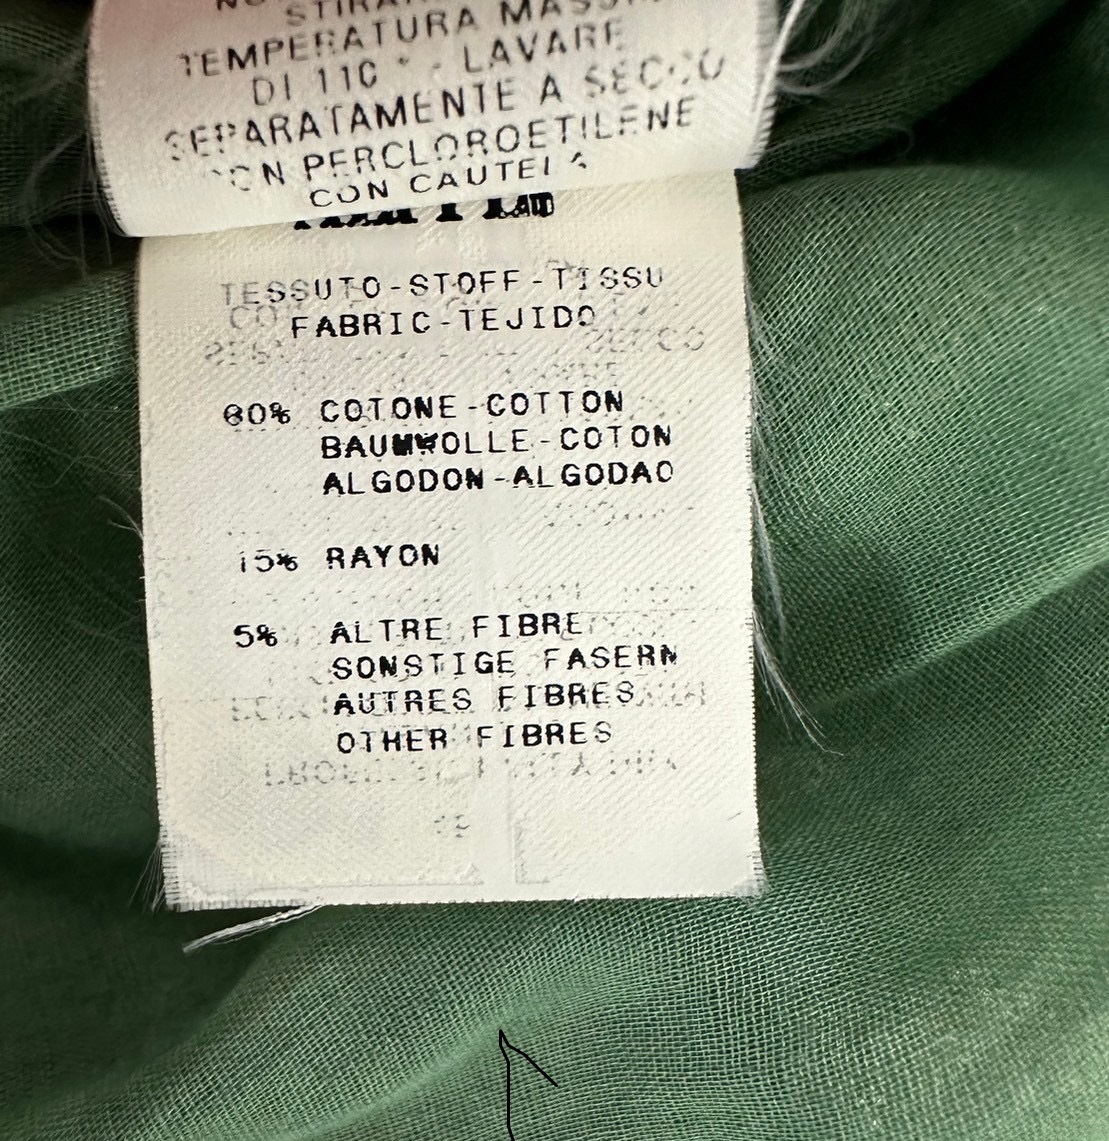 STIRARE
TEMPERATURA MASSIMA
DI 110 ° - LAVARE
SEPARATAMENTE A SECCO
CON PERCLOROETILENE
CON CAUTELA
TESSUTO-STOFF-TISSU
FABRIC-TEJIDO
80% COTONE-COTTON
BAUMWOLLE-COTON
ALGODON-ALGODAO
15% RAYON
5% ALTRE FIBRE
SONSTIGE FASERN
AUTRES FIBRES
OTHER FIBRES